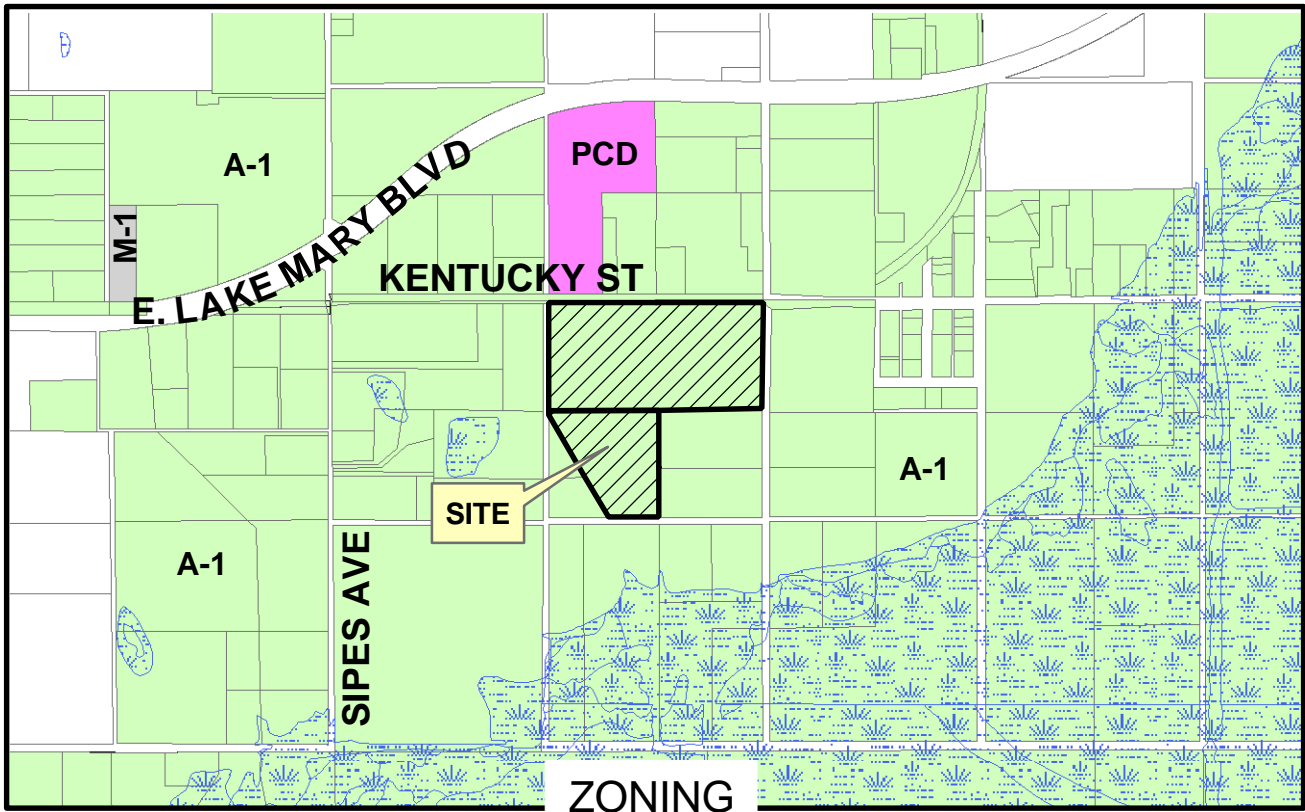 PCD
A-1
M-1
E. LAKE MARY BLVD
KENTUCKY ST
A-1
SITE
A-1
SIPES AVE
ZONING